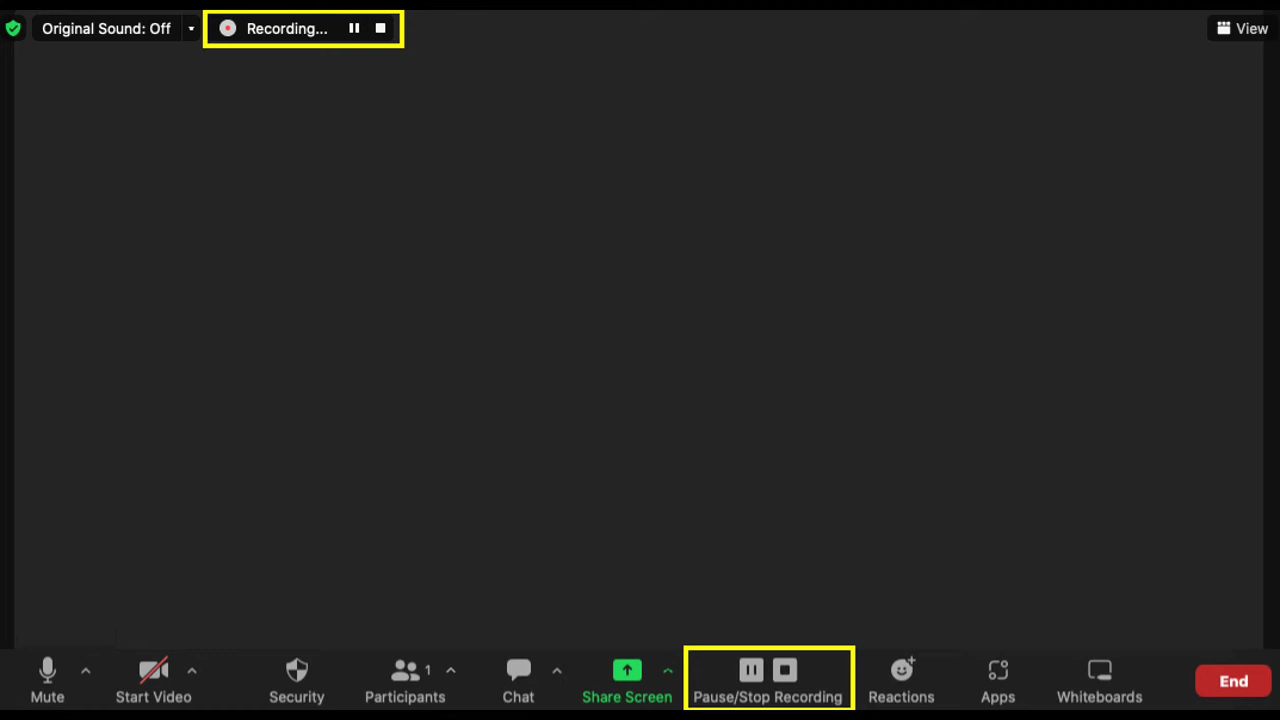 Original Sound: Off
Recording...
View
1
Mute
Start Video
Security
Participants
Chat
Share Screen
Pause/Stop Recording
Reactions
Apps
Whiteboards
End